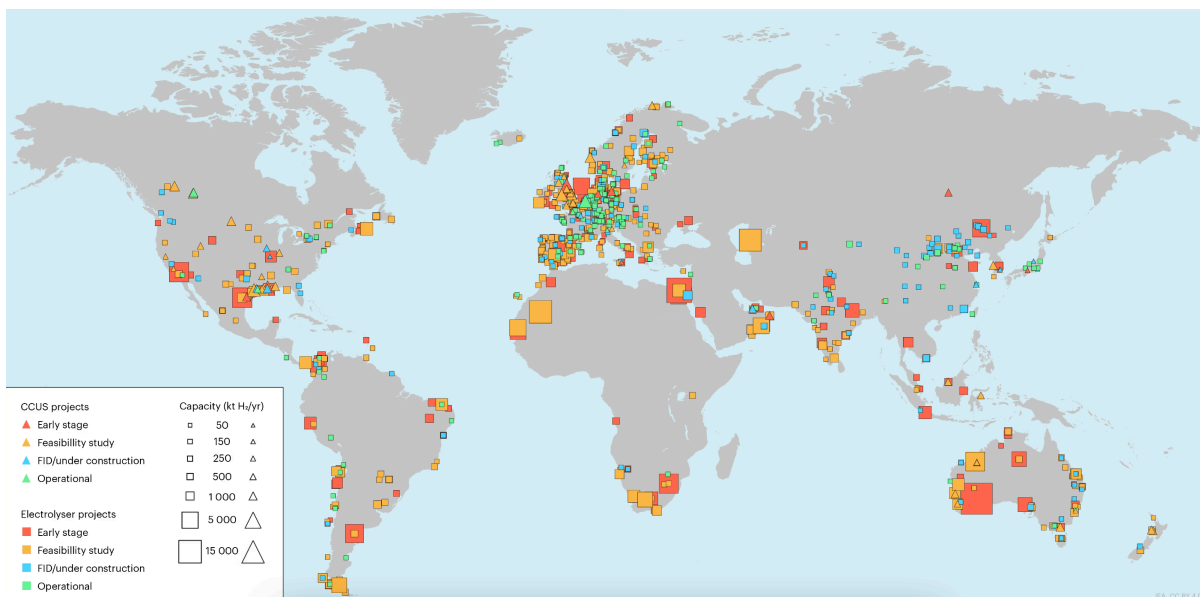 CCUS projects
Early stage
Feasibillity study
FID/under construction
Operational
Electrolyser projects
Early stage
Feasibility study
FID/under construction
Operational
Capacity (kt H₂/yr)
50
150
250
500
1 000
5 000
15 000